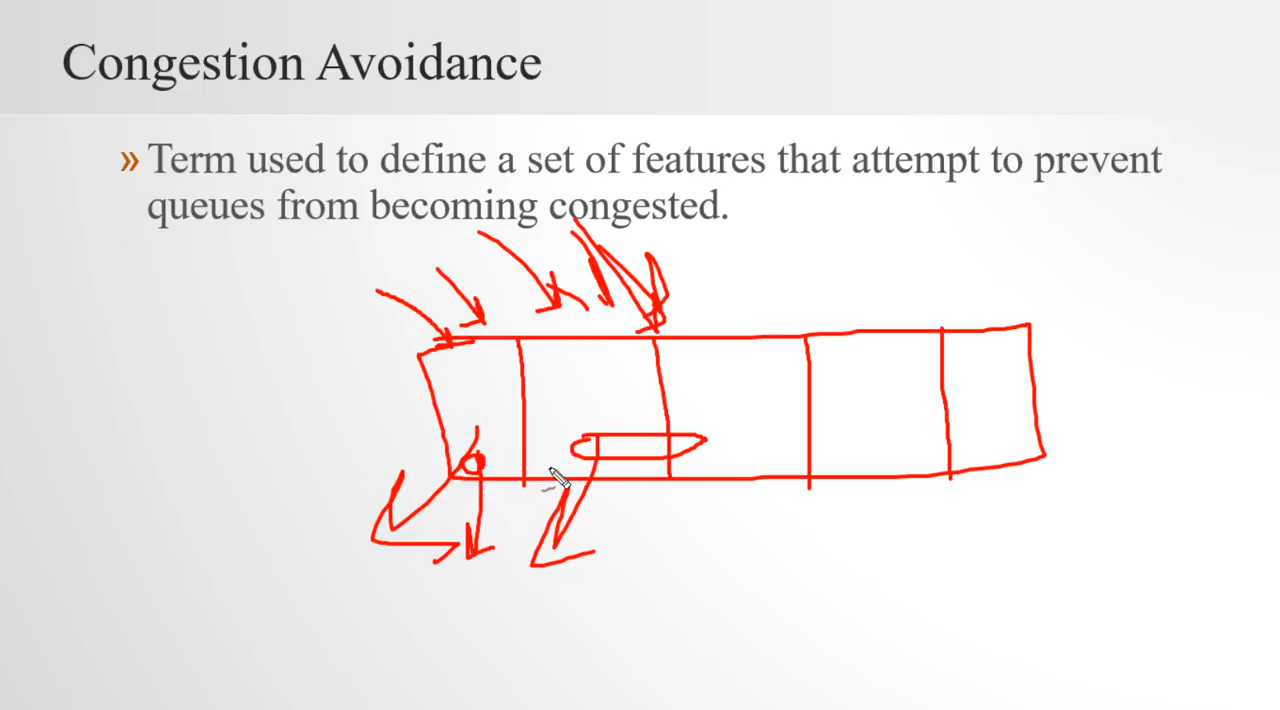 Congestion Avoidance
» Term used to define a set of features that attempt to prevent
queues from becoming congested.